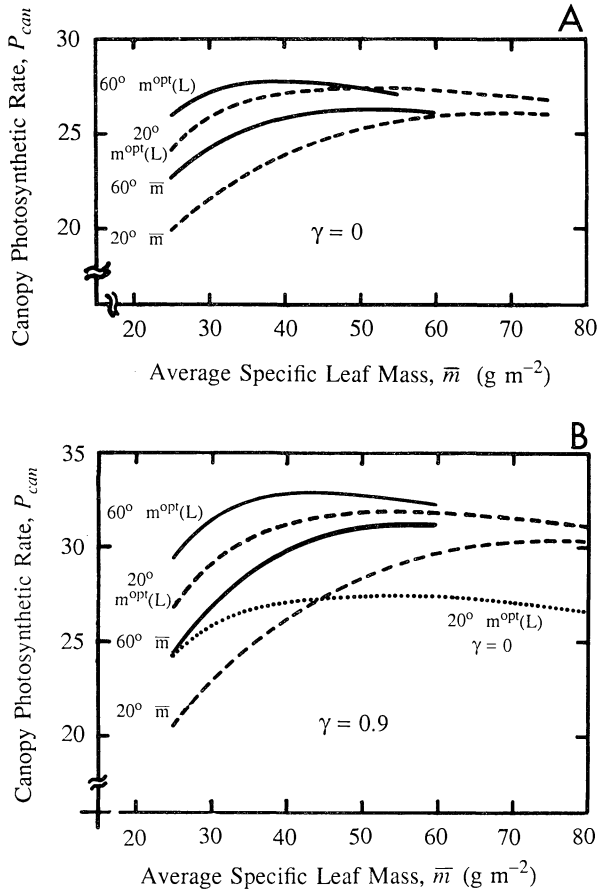 A
Canopy Photosynthetic Rate, P_can
30
25
20
60° m^opt(L)
20°
m^opt(L)
60° m̅
20° m̅
γ = 0
20 30 40 50 60 70 80
Average Specific Leaf Mass, m̅ (g m⁻²)
B
Canopy Photosynthetic Rate, P_can
35
30
25
20
60° m^opt(L)
20°
m^opt(L)
60° m̅
20° m̅
20° m^opt(L)
γ = 0
γ = 0.9
20 30 40 50 60 70 80
Average Specific Leaf Mass, m̅ (g m⁻²)